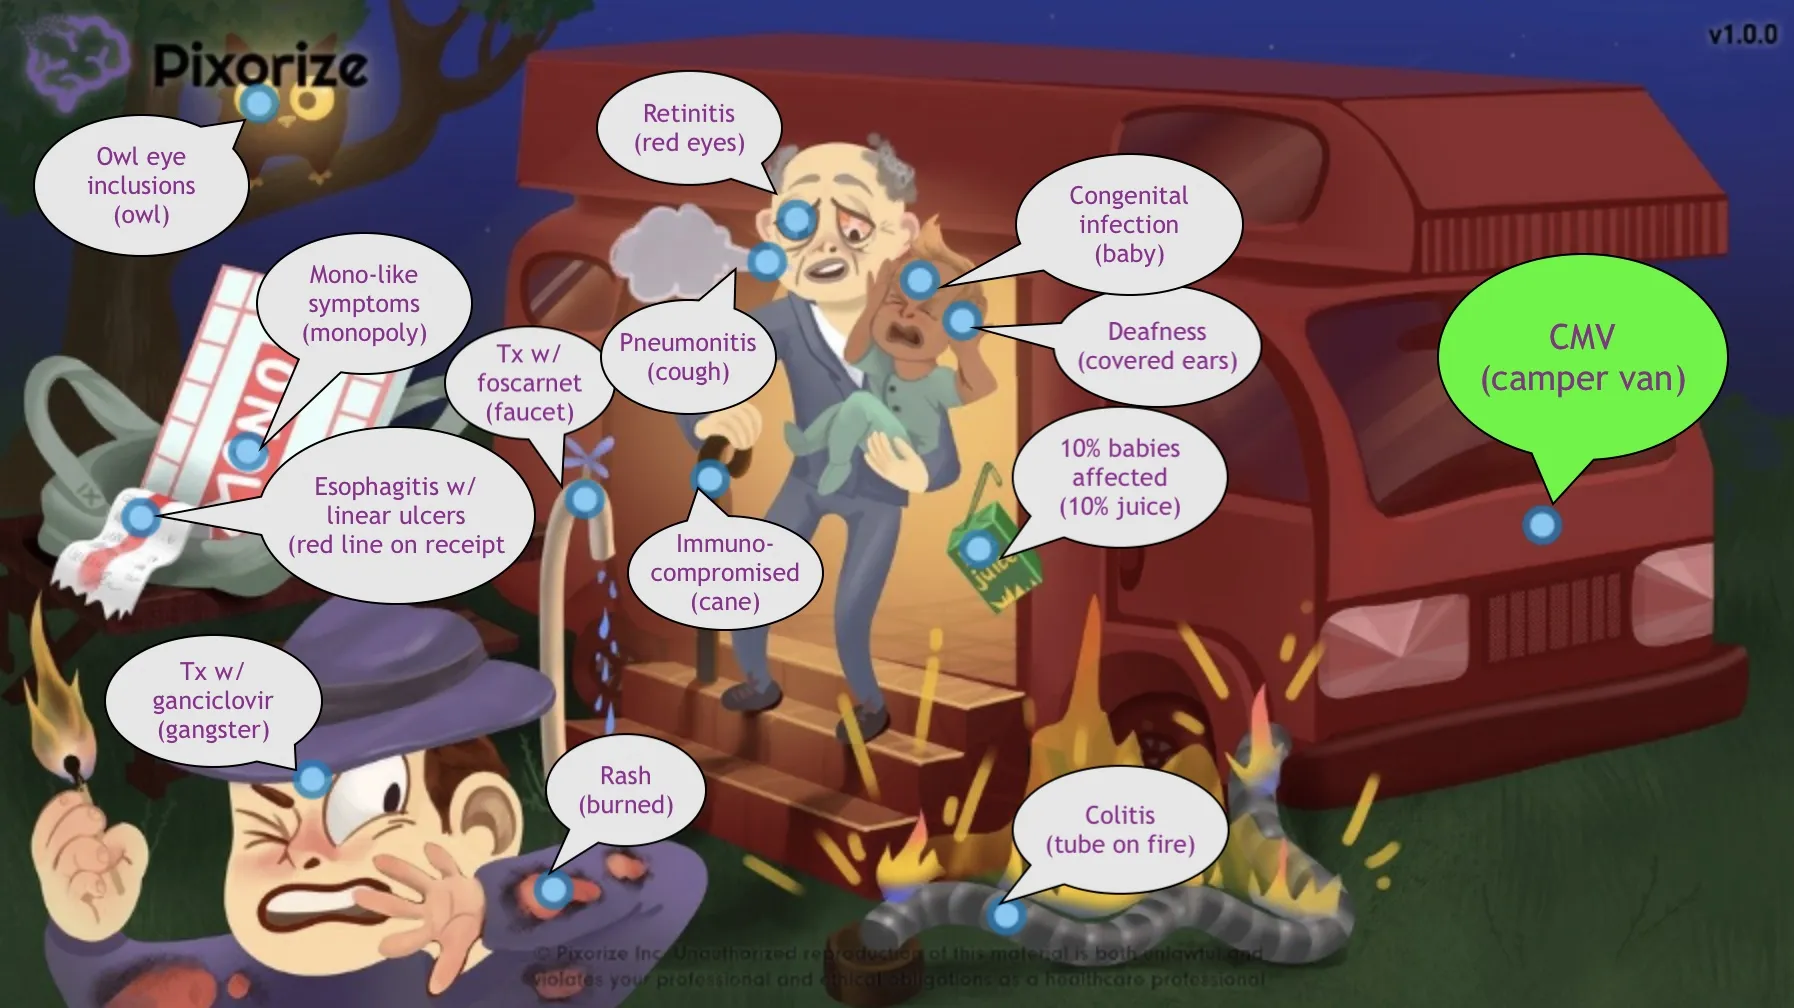 Pixorize
v1.0.0
Owl eye
inclusions
(owl)
Retinitis
(red eyes)
Congenital
infection
(baby)
Mono-like
symptoms
(monopoly)
Tx w/
foscarnet
(faucet)
Pneumonitis
(cough)
Deafness
(covered ears)
CMV
(camper van)
MONO
Esophagitis w/
linear ulcers
(red line on receipt
10% babies
affected
(10% juice)
juice
Immuno-
compromised
(cane)
Tx w/
ganciclovir
(gangster)
Rash
(burned)
Colitis
(tube on fire)
© Pixorize Inc. Unauthorized reproduction of this material is both unlawful and
violates your professional and ethical obligations as a healthcare professional